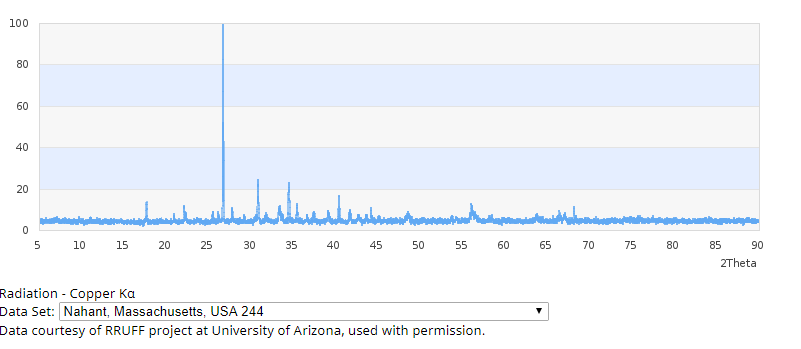 100
80
60
40
20
0
5 10 15 20 25 30 35 40 45 50 55 60 65 70 75 80 85 90
2Theta
Radiation - Copper Kα
Data Set: Nahant, Massachusetts, USA 244
Data courtesy of RRUFF project at University of Arizona, used with permission.